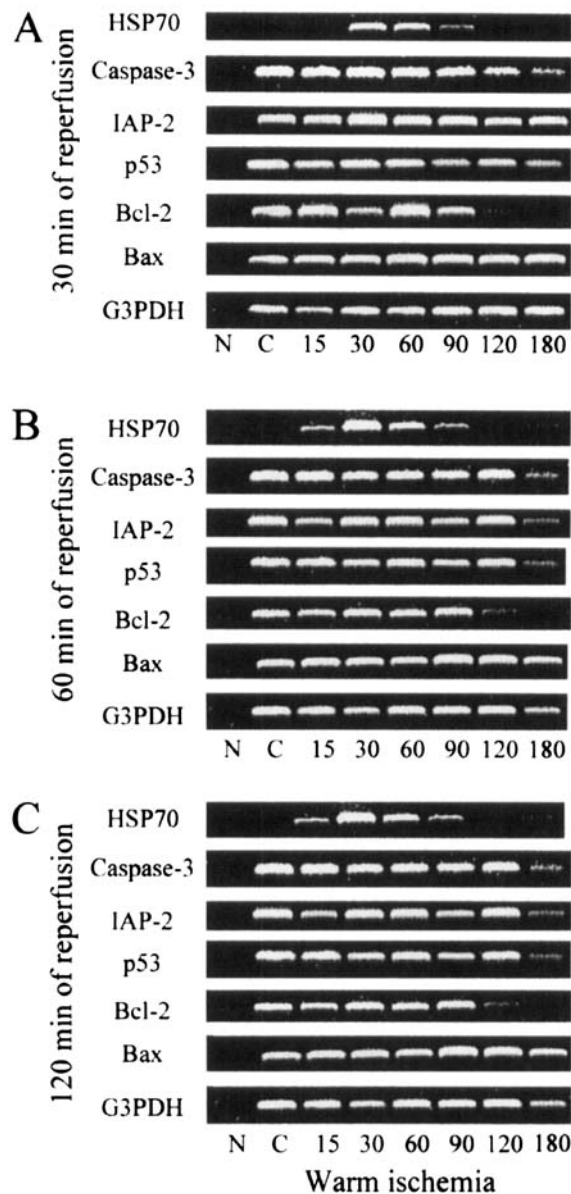 A
30 min of reperfusion
HSP70
Caspase-3
IAP-2
p53
Bcl-2
Bax
G3PDH
N C 15 30 60 90 120 180
B
60 min of reperfusion
HSP70
Caspase-3
IAP-2
p53
Bcl-2
Bax
G3PDH
N C 15 30 60 90 120 180
C
120 min of reperfusion
HSP70
Caspase-3
IAP-2
p53
Bcl-2
Bax
G3PDH
N C 15 30 60 90 120 180
Warm ischemia